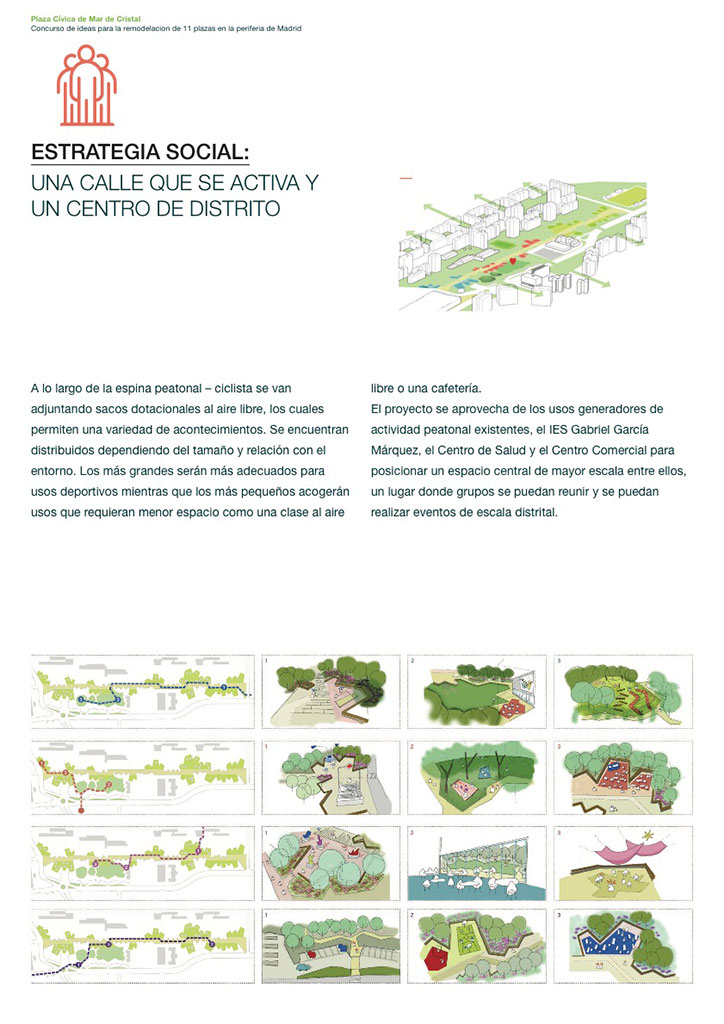 Plaza Cívica de Mar de Cristal
Concurso de ideas para la remodelacion de 11 plazas en la periferia de Madrid
ESTRATEGIA SOCIAL:
UNA CALLE QUE SE ACTIVA Y
UN CENTRO DE DISTRITO
A lo largo de la espina peatonal – ciclista se van
adjuntando sacos dotacionales al aire libre, los cuales
permiten una variedad de acontecimientos. Se encuentran
distribuidos dependiendo del tamaño y relación con el
entorno. Los más grandes serán más adecuados para
usos deportivos mientras que los más pequeños acogerán
usos que requieran menor espacio como una clase al aire
libre o una cafetería.
El proyecto se aprovecha de los usos generadores de
actividad peatonal existentes, el IES Gabriel García
Márquez, el Centro de Salud y el Centro Comercial para
posicionar un espacio central de mayor escala entre ellos,
un lugar donde grupos se puedan reunir y se puedan
realizar eventos de escala distrital.
1
2
3
1
2
3
1
2
3
1
2
3